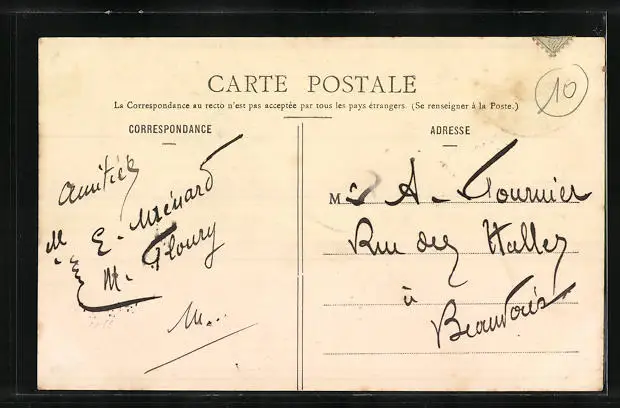 CARTE POSTALE
La Correspondance au recto n'est pas acceptée par tous les pays étrangers. (Se renseigner à la Poste.)
CORRESPONDANCE
Amitiés
E. Ménard
M. Floury
M...
ADRESSE
M A. Fournier
Rue des Halles
à
Beauvais
10